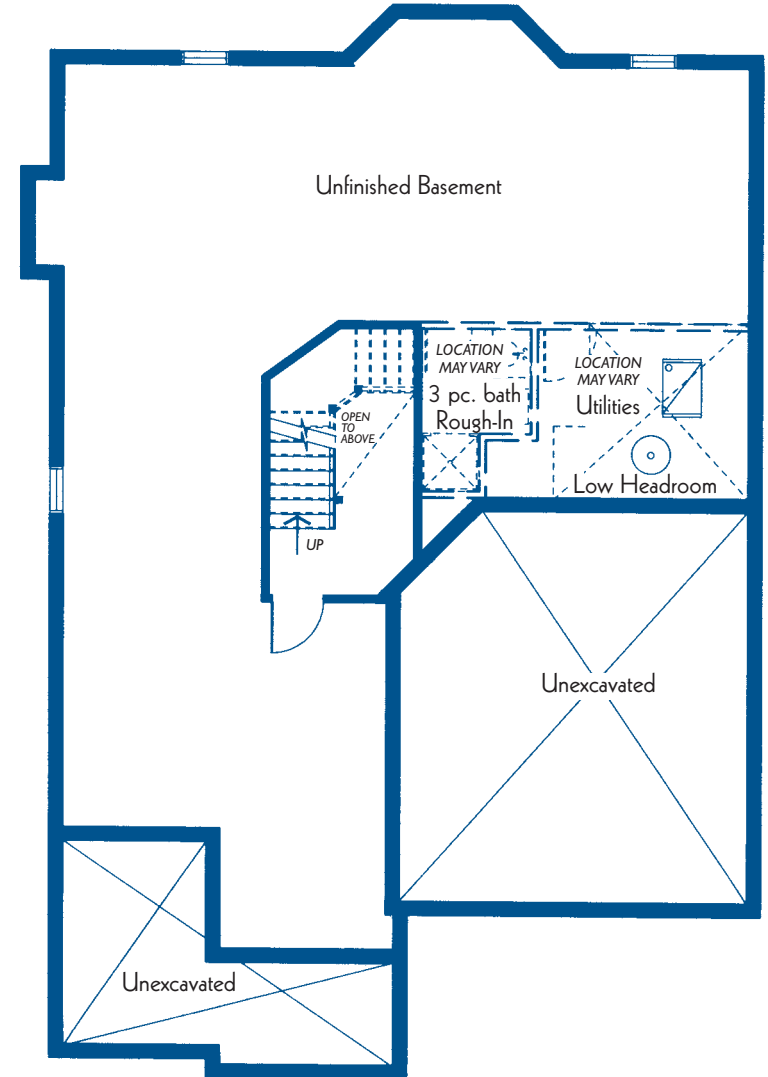 Unfinished Basement
LOCATION
MAY VARY
3 pc. bath
Rough-In
LOCATION
MAY VARY
Utilities
OPEN
TO
ABOVE
Low Headroom
UP
Unexcavated
Unexcavated